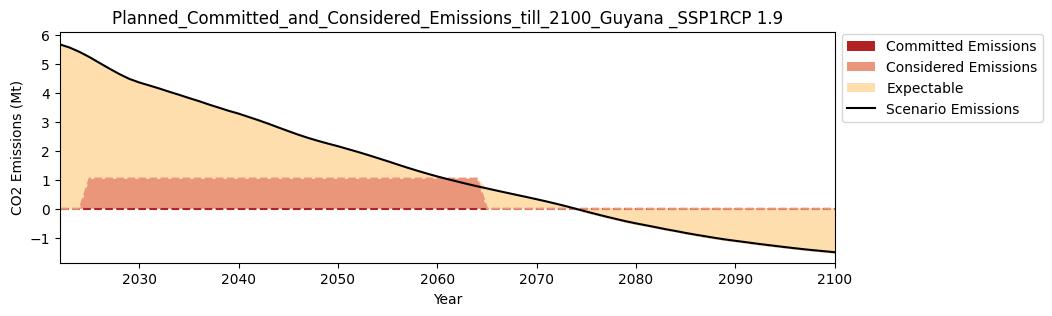 Planned_Committed_and_Considered_Emissions_till_2100_Guyana _SSP1RCP 1.9
6
5
4
3
2
1
0
−1
CO2 Emissions (Mt)
2030
2040
2050
2060
2070
2080
2090
2100
Year
Committed Emissions
Considered Emissions
Expectable
Scenario Emissions